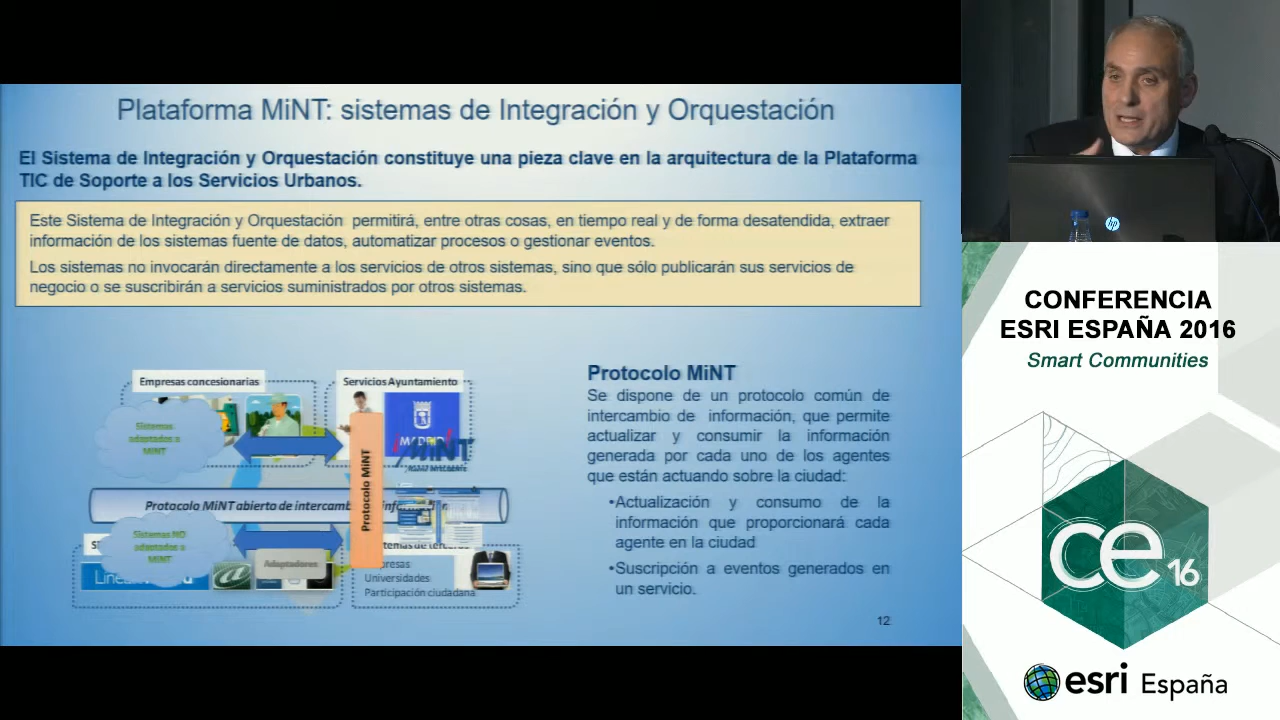 Plataforma MiNT: sistemas de Integración y Orquestación
El Sistema de Integración y Orquestación constituye una pieza clave en la arquitectura de la Plataforma
TIC de Soporte a los Servicios Urbanos.
Este Sistema de Integración y Orquestación permitirá, entre otras cosas, en tiempo real y de forma desatendida, extraer
información de los sistemas fuente de datos, automatizar procesos o gestionar eventos.
Los sistemas no invocarán directamente a los servicios de otros sistemas, sino que sólo publicarán sus servicios de
negocio o se suscribirán a servicios suministrados por otros sistemas.
Empresas concesionarias
Servicios Ayuntamiento
Sistemas
adaptados a
MiNT
MiNT
Protocolo MiNT
Protocolo MiNT abierto de
Sistemas NO
adaptados a
MiNT
Adaptadores
Universidades
Participación ciudadana
Protocolo MiNT
Se dispone de un protocolo común de
intercambio de información, que permite
actualizar y consumir la información
generada por cada uno de los agentes
que están actuando sobre la ciudad:
•Actualización y consumo de la
información que proporcionará cada
agente en la ciudad
•Suscripción a eventos generados en
un servicio.
12
hp
CONFERENCIA
ESRI ESPAÑA 2016
Smart Communities
ce16
esri España